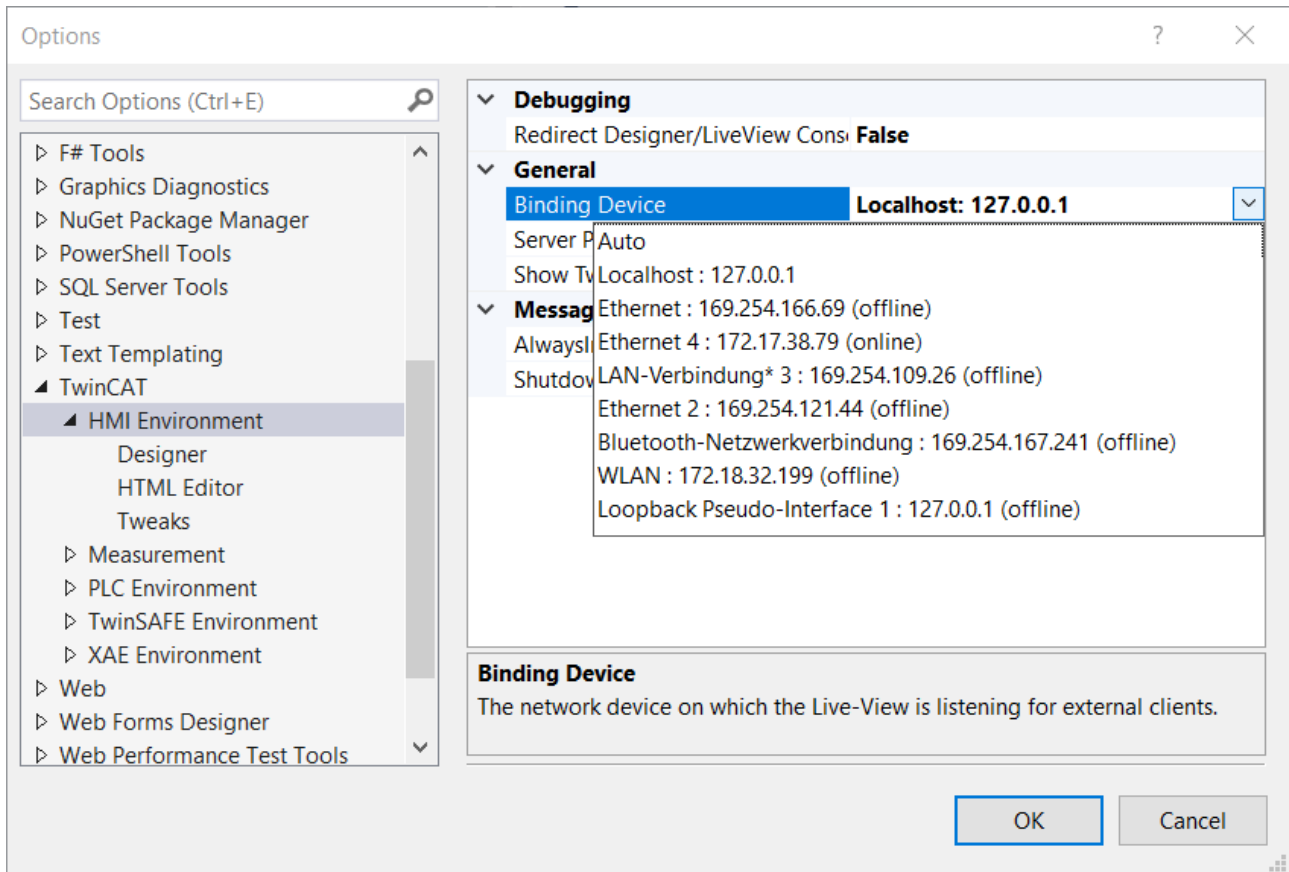 Options
?
Search Options (Ctrl+E)
F# Tools
Graphics Diagnostics
NuGet Package Manager
PowerShell Tools
SQL Server Tools
Test
Text Templating
TwinCAT
HMI Environment
Designer
HTML Editor
Tweaks
Measurement
PLC Environment
TwinSAFE Environment
XAE Environment
Web
Web Forms Designer
Web Performance Test Tools
Debugging
Redirect Designer/LiveView Cons False
General
Binding Device Localhost: 127.0.0.1
Server P
Show Tw
Messag
AlwaysI
Shutdow
Auto
Localhost : 127.0.0.1
Ethernet : 169.254.166.69 (offline)
Ethernet 4 : 172.17.38.79 (online)
LAN-Verbindung* 3 : 169.254.109.26 (offline)
Ethernet 2 : 169.254.121.44 (offline)
Bluetooth-Netzwerkverbindung : 169.254.167.241 (offline)
WLAN : 172.18.32.199 (offline)
Loopback Pseudo-Interface 1 : 127.0.0.1 (offline)
Binding Device
The network device on which the Live-View is listening for external clients.
OK
Cancel